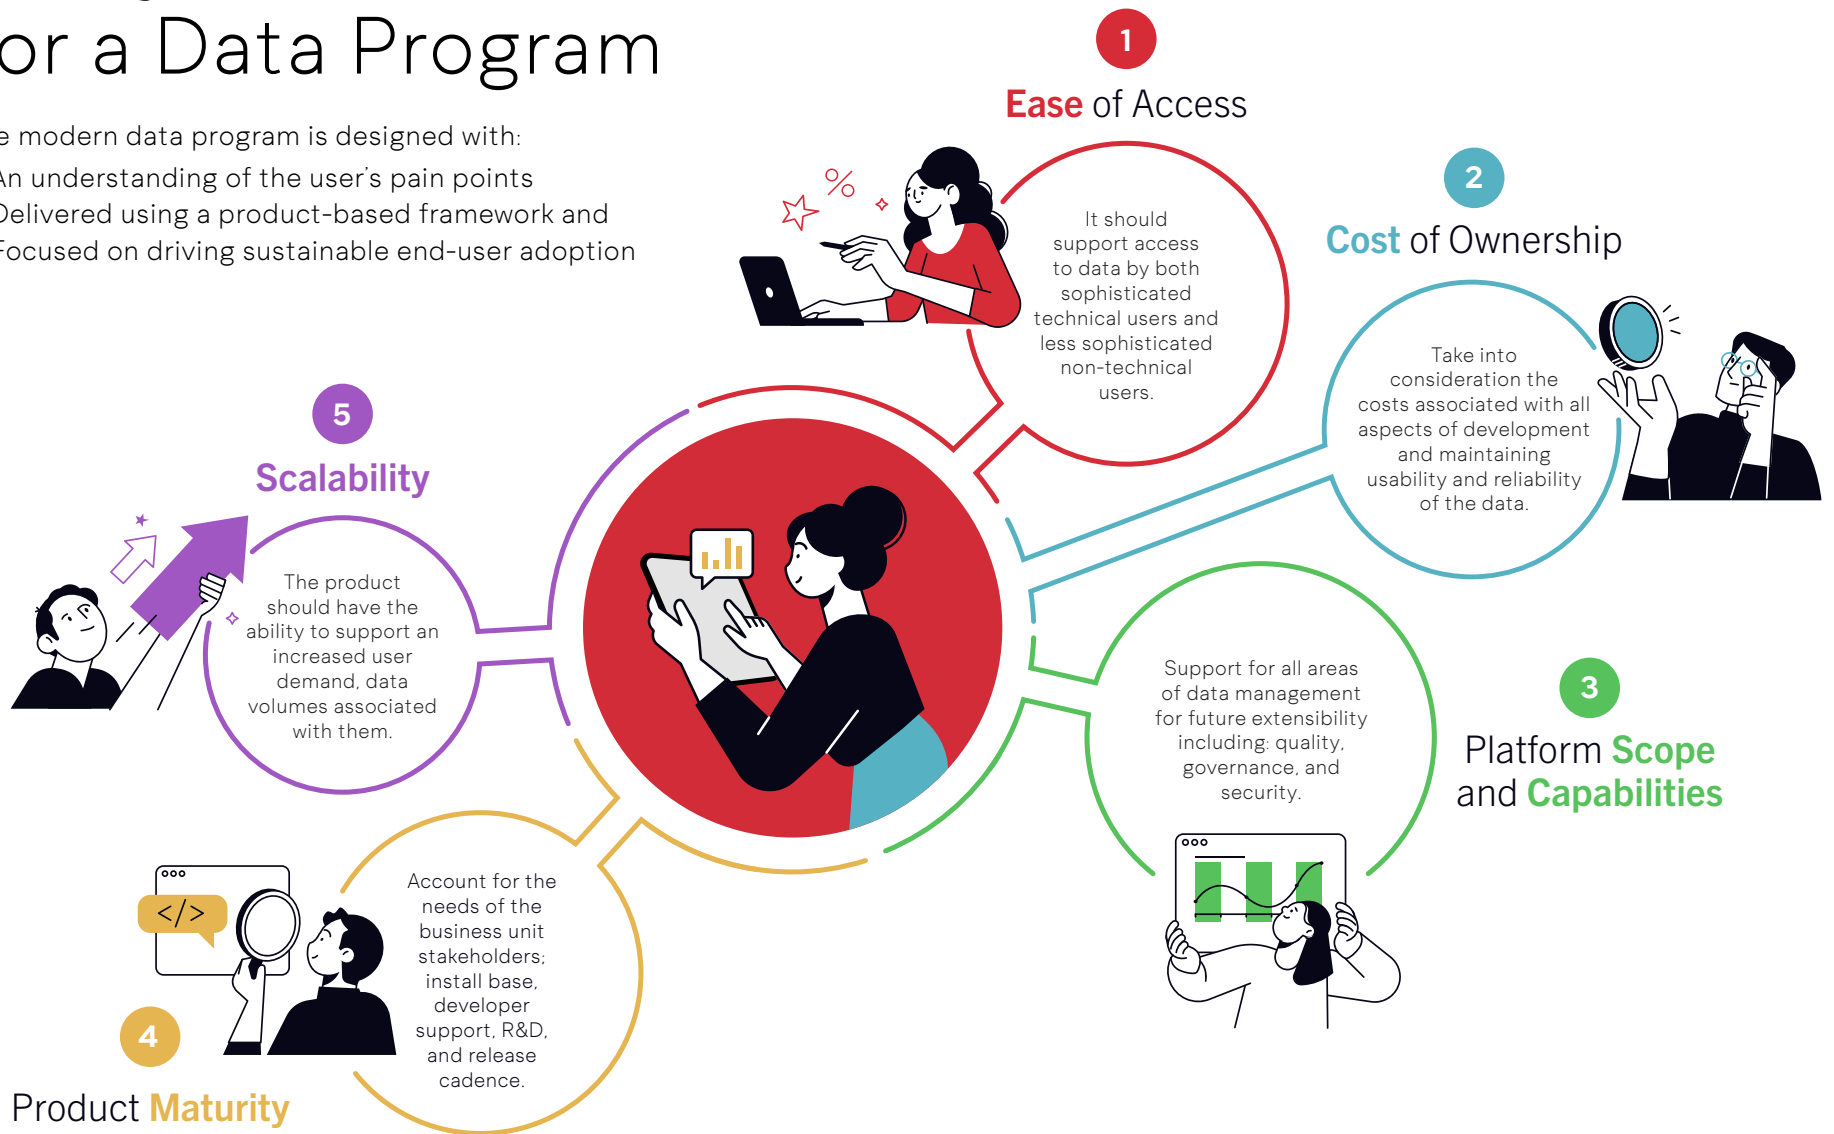 or a Data Program
e modern data program is designed with:
An understanding of the user's pain points
Delivered using a product-based framework and
Focused on driving sustainable end-user adoption
1
Ease of Access
It should
support access
to data by both
sophisticated
technical users and
less sophisticated
non-technical
users.
2
Cost of Ownership
Take into
consideration the
costs associated with all
aspects of development
and maintaining
usability and reliability
of the data.
3
Platform Scope
and Capabilities
Support for all areas
of data management
for future extensibility
including: quality,
governance, and
security.
4
Product Maturity
Account for the
needs of the
business unit
stakeholders;
install base,
developer
support, R&D,
and release
cadence.
</>
5
Scalability
The product
should have the
ability to support an
increased user
demand, data
volumes associated
with them.
%